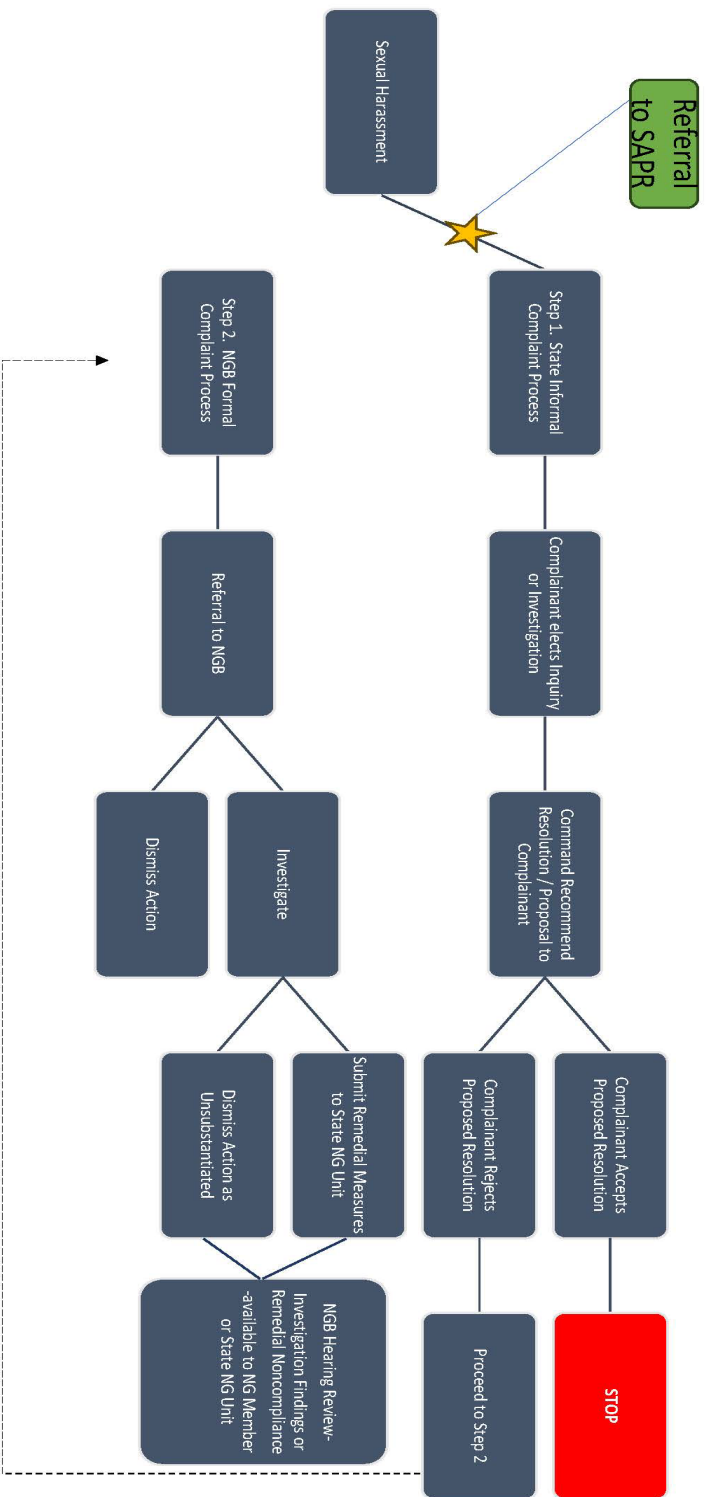 Referral
to SAPR
Sexual Harassment
Step 1. State Informal
Complaint Process
Complainant elects Inquiry
or Investigation
Command Recommend
Resolution / Proposal to
Complainant
Complainant Accepts
Proposed Resolution
STOP
Complainant Rejects
Proposed Resolution
Proceed to Step 2
Step 2. NGB Formal
Complaint Process
Referral to NGB
Investigate
Submit Remedial Measures
to State NG Unit
Dismiss Action as
Unsubstantiated
NGB Hearing Review-
Investigation Findings or
Remedial Noncompliance
-available to NG Member
or State NG Unit
Dismiss Action